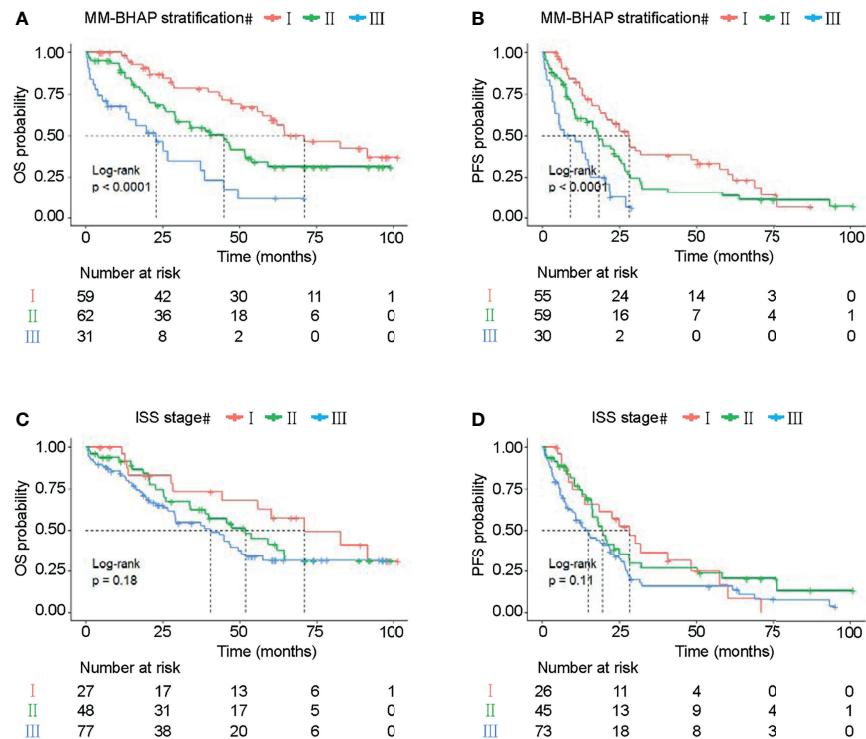 A
MM-BHAP stratification# I II III
OS probability
1.00
0.75
0.50
0.25
0.00
Log-rank
p < 0.0001
0 25 50 75 100
Time (months)
Number at risk
I 59 42 30 11 1
II 62 36 18 6 0
III 31 8 2 0 0
B
MM-BHAP stratification# I II III
PFS probability
1.00
0.75
0.50
0.25
0.00
Log-rank
p < 0.0001
0 25 50 75 100
Time (months)
Number at risk
I 55 24 14 3 0
II 59 16 7 4 1
III 30 2 0 0 0
C
ISS stage# I II III
OS probability
1.00
0.75
0.50
0.25
0.00
Log-rank
p = 0.18
0 25 50 75 100
Time (months)
Number at risk
I 27 17 13 6 1
II 48 31 17 5 0
III 77 38 20 6 0
D
ISS stage# I II III
PFS probability
1.00
0.75
0.50
0.25
0.00
Log-rank
p = 0.11
0 25 50 75 100
Time (months)
Number at risk
I 26 11 4 0 0
II 45 13 9 4 1
III 73 18 8 3 0